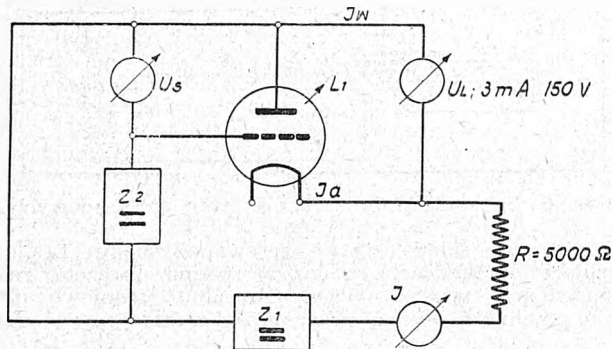 Jw
Us
L1
UL; 3 mA 150 V
Z2
Ja
R = 5000 Ω
Z1
J